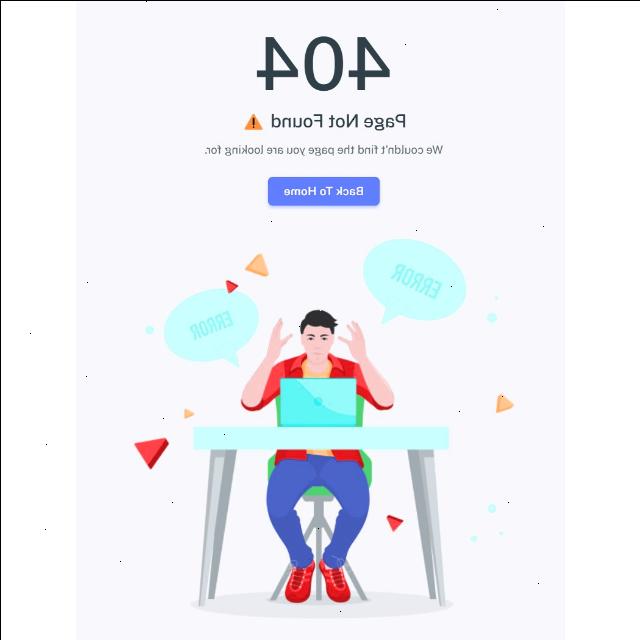 404
Page Not Found
We couldn't find the page you are looking for.
Back To Home
ERROR
ERROR